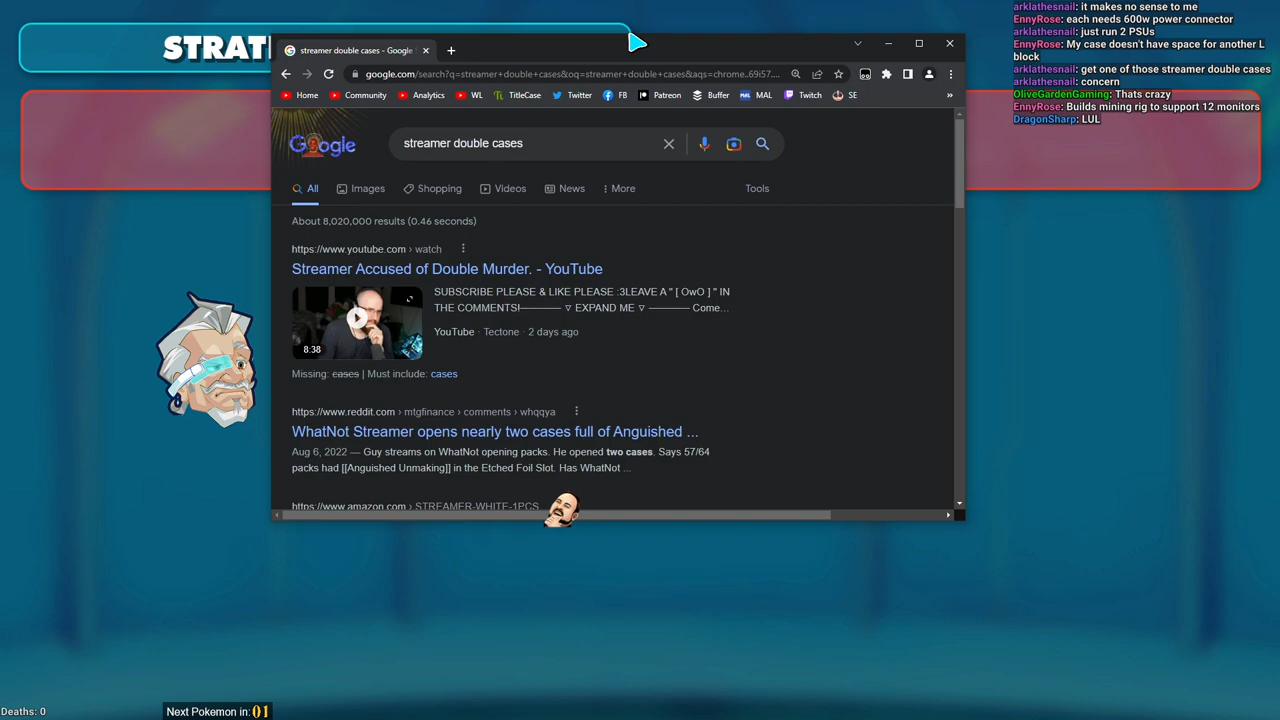 STRATE
streamer double cases - Google
google.com/search?q=streamer+double+cases&oq=streamer+double+cases&aqs=chrome..69i57....
Home
Community
Analytics
WL
TitleCase
Twitter
FB
Patreon
Buffer
MAL
Twitch
SE
»
Google
streamer double cases
All
Images
Shopping
Videos
News
More
Tools
About 8,020,000 results (0.46 seconds)
https://www.youtube.com › watch
Streamer Accused of Double Murder. - YouTube
SUBSCRIBE PLEASE & LIKE PLEASE :3LEAVE A " [ OwO ] " IN
THE COMMENTS!———— ▿ EXPAND ME ▿ ———— Come...
YouTube · Tectone · 2 days ago
8:38
Missing: cases | Must include: cases
https://www.reddit.com › mtgfinance › comments › whqqya
WhatNot Streamer opens nearly two cases full of Anguished ...
Aug 6, 2022 — Guy streams on WhatNot opening packs. He opened two cases. Says 57/64
packs had [[Anguished Unmaking]] in the Etched Foil Slot. Has WhatNot ...
https://www.amazon.com › STREAMER-WHITE-1PCS
arklathesnail: it makes no sense to me
EnnyRose: each needs 600w power connector
arklathesnail: just run 2 PSUs
EnnyRose: My case doesn't have space for another L
block
arklathesnail: get one of those streamer double cases
arklathesnail: concern
OliveGardenGaming: Thats crazy
EnnyRose: Builds mining rig to support 12 monitors
DragonSharp: LUL
Deaths: 0
Next Pokemon in: 01